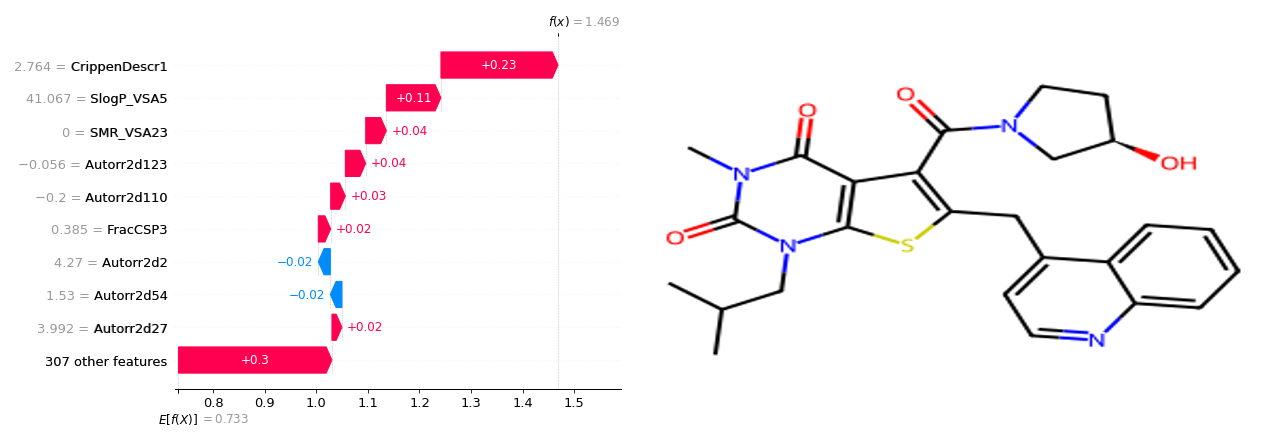 f(x) = 1.469
2.764 = CrippenDescr1
+0.23
41.067 = SlogP_VSA5
+0.11
0 = SMR_VSA23
+0.04
−0.056 = Autorr2d123
+0.04
−0.2 = Autorr2d110
+0.03
0.385 = FracCSP3
+0.02
4.27 = Autorr2d2
−0.02
1.53 = Autorr2d54
−0.02
3.992 = Autorr2d27
+0.02
307 other features
+0.3
0.8 0.9 1.0 1.1 1.2 1.3 1.4 1.5
E[f(X)] = 0.733
O
O
N
N
OH
O
N
S
N